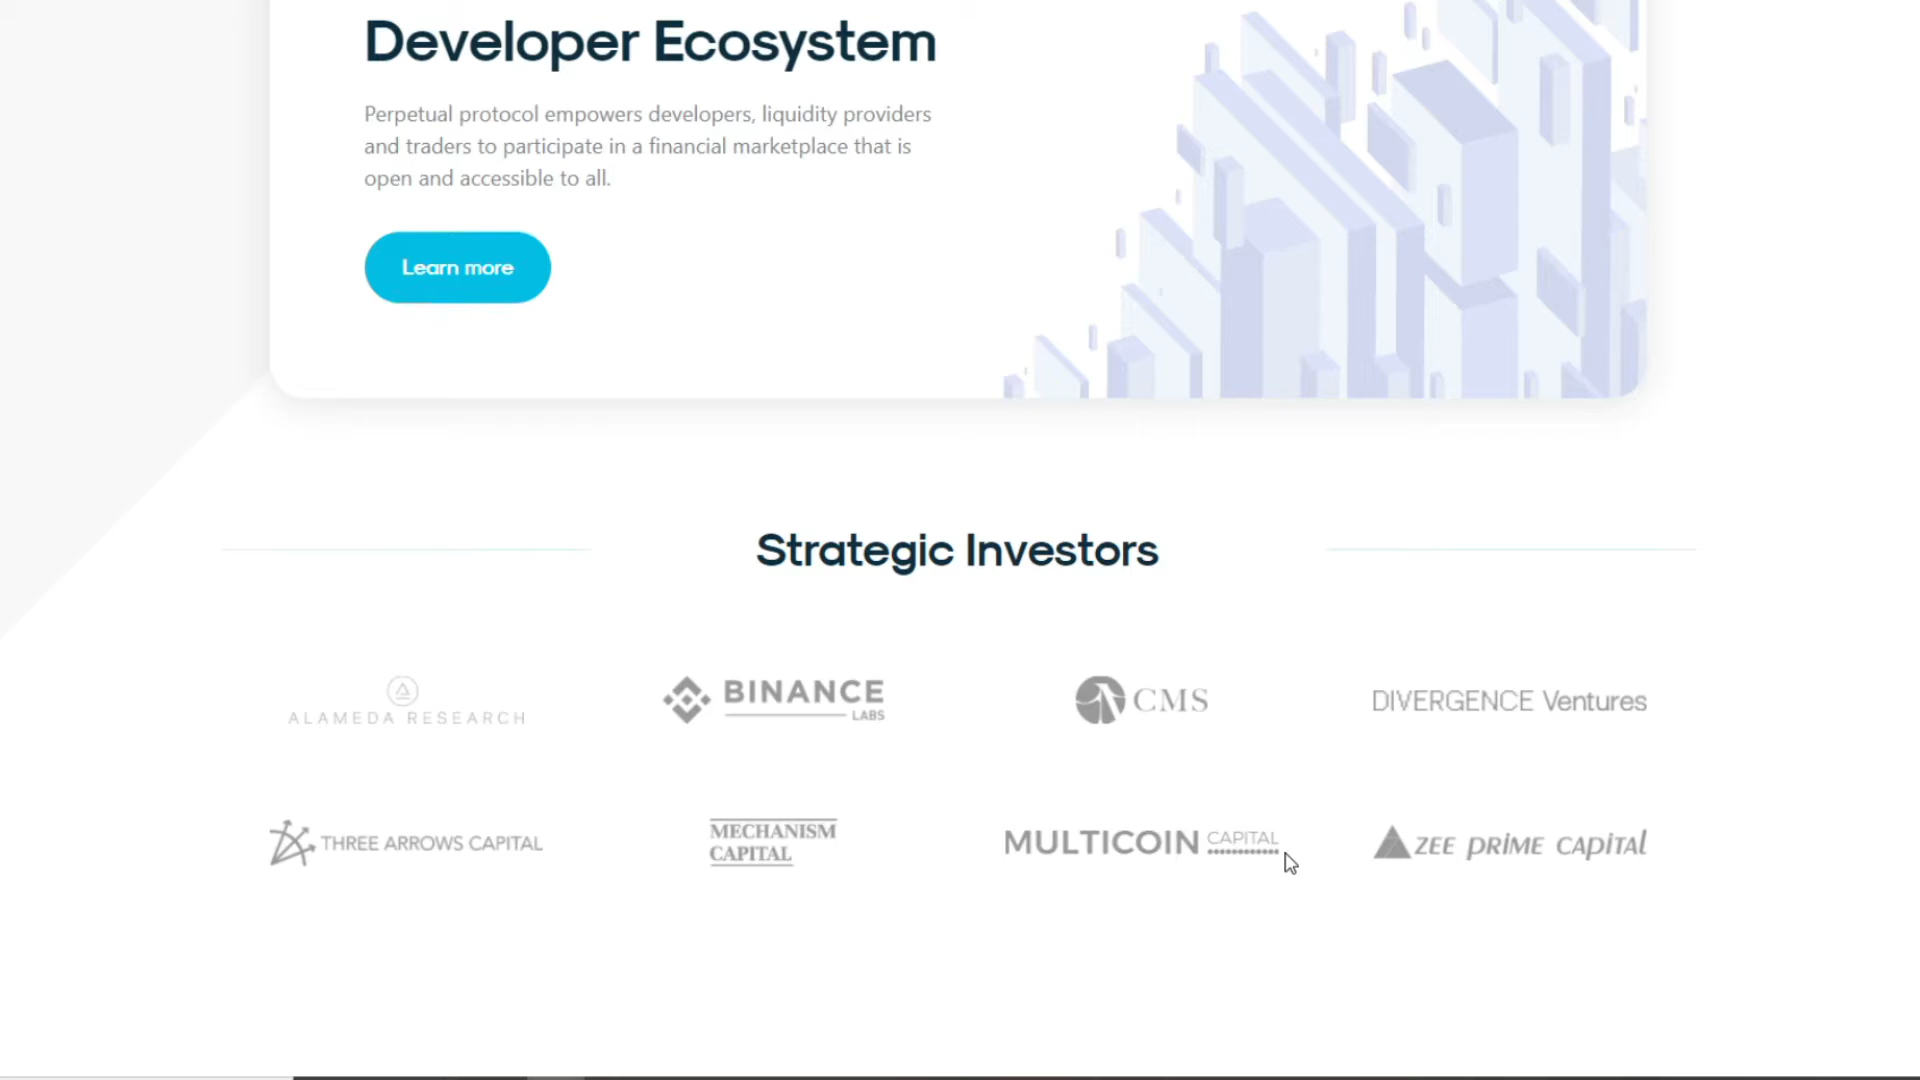 Developer Ecosystem
Perpetual protocol empowers developers, liquidity providers
and traders to participate in a financial marketplace that is
open and accessible to all.
Learn more
Strategic Investors
ALAMEDA RESEARCH
BINANCE
LABS
CMS
DIVERGENCE Ventures
THREE ARROWS CAPITAL
MECHANISM
CAPITAL
MULTICOIN CAPITAL
ZEE PRIME CAPITAL